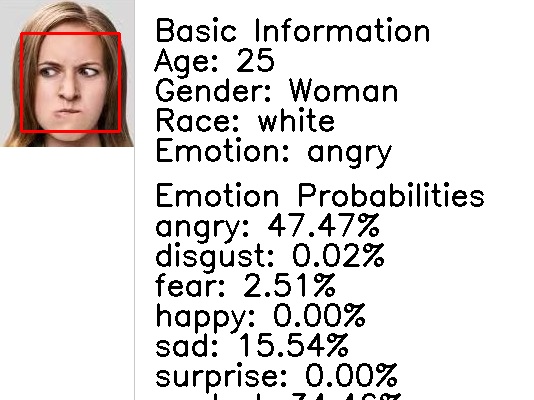 Basic Information
Age: 25
Gender: Woman
Race: white
Emotion: angry
Emotion Probabilities
angry: 47.47%
disgust: 0.02%
fear: 2.51%
happy: 0.00%
sad: 15.54%
surprise: 0.00%